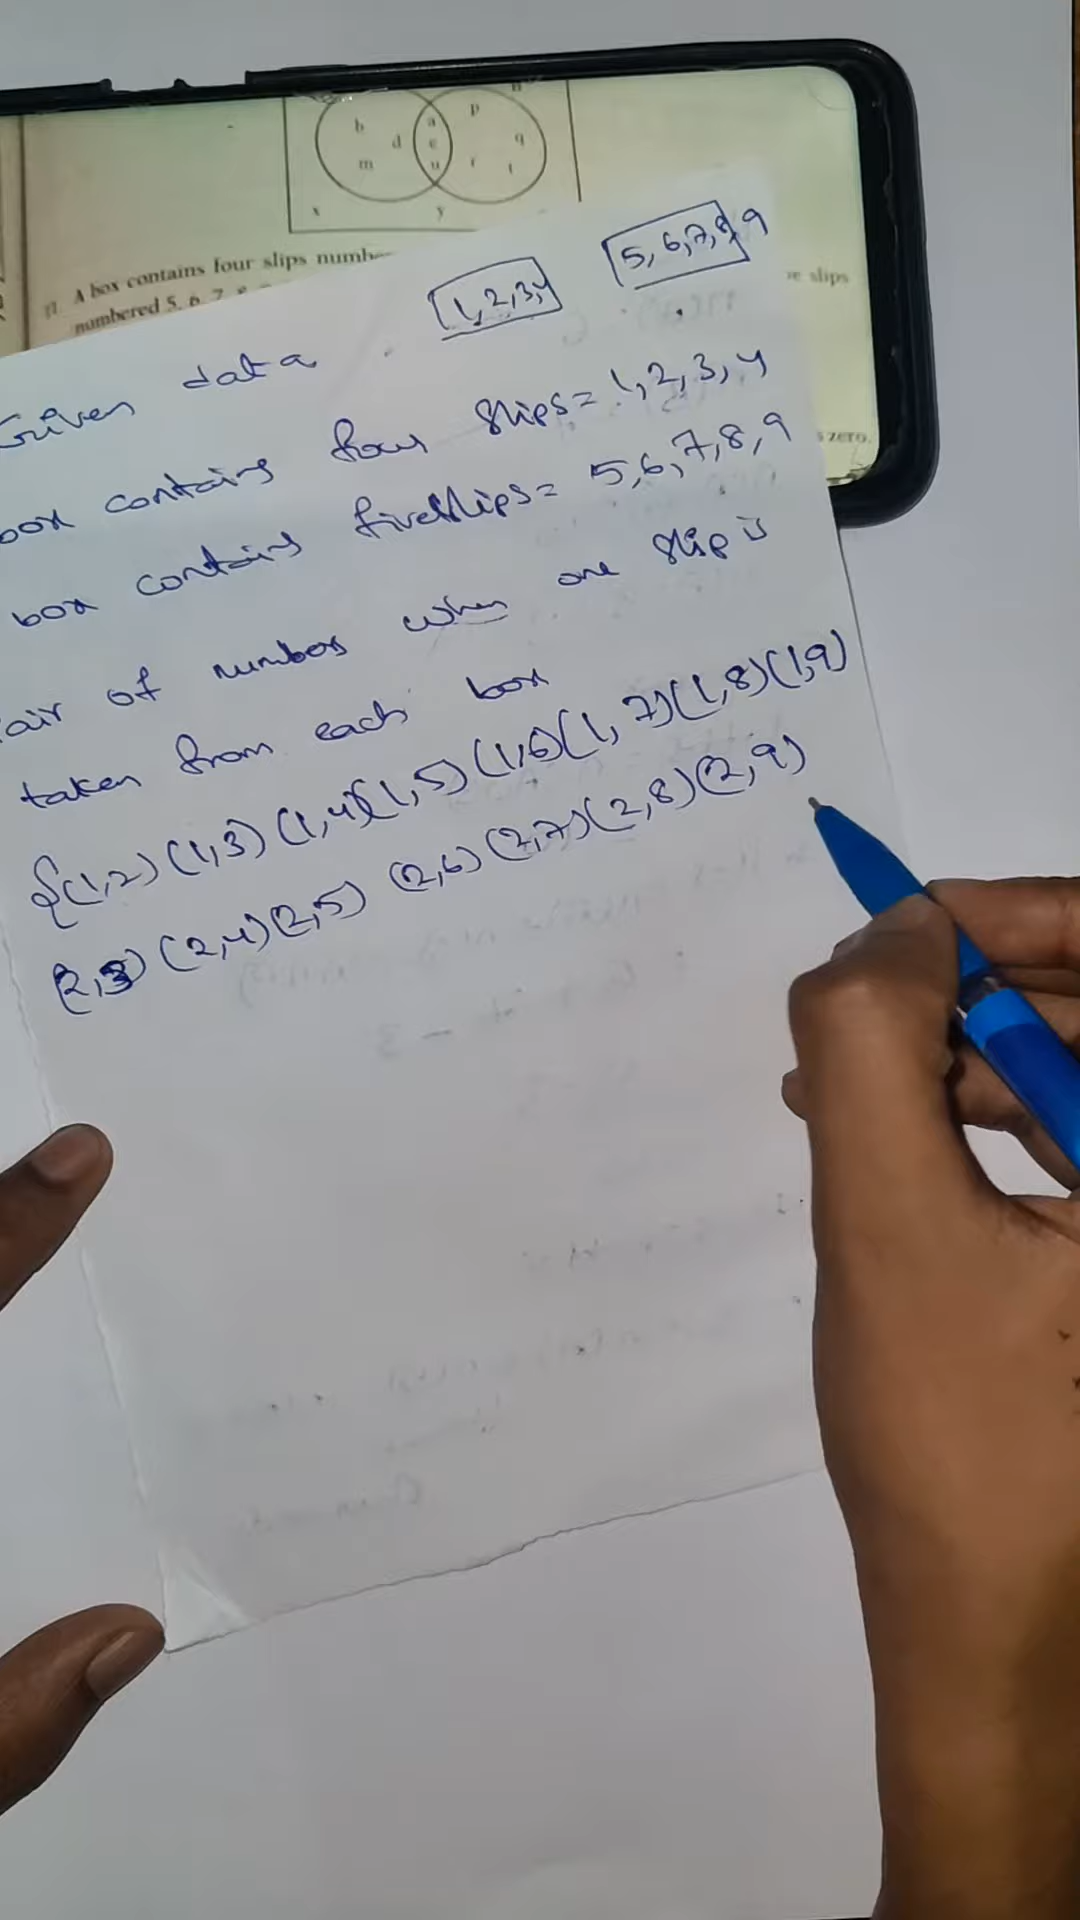 b d a e u p n q
m r t
x y
11. A box contains four slips numbe
numbered 5, 6, 7, 8
e slips
zero.
1,2,3,4
5,6,7,8,9
Given data
box contains four slips= 1,2,3,4
box contains five slips= 5,6,7,8,9
air of numbers when one slip is
taken from each box
{(1,2) (1,3) (1,4)(1,5) (1,6)(1,7)(1,8)(1,9)
(2,3) (2,4)(2,5) (2,6)(2,7)(2,8)(2,9)